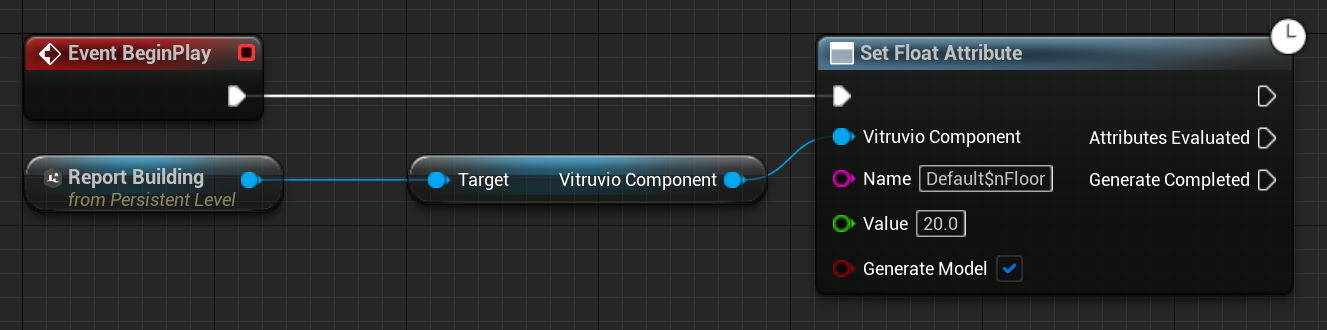 Event BeginPlay
Set Float Attribute
Report Building
from Persistent Level
Target
Vitruvio Component
Vitruvio Component
Attributes Evaluated
Name
Default$nFloor
Generate Completed
Value
20.0
Generate Model